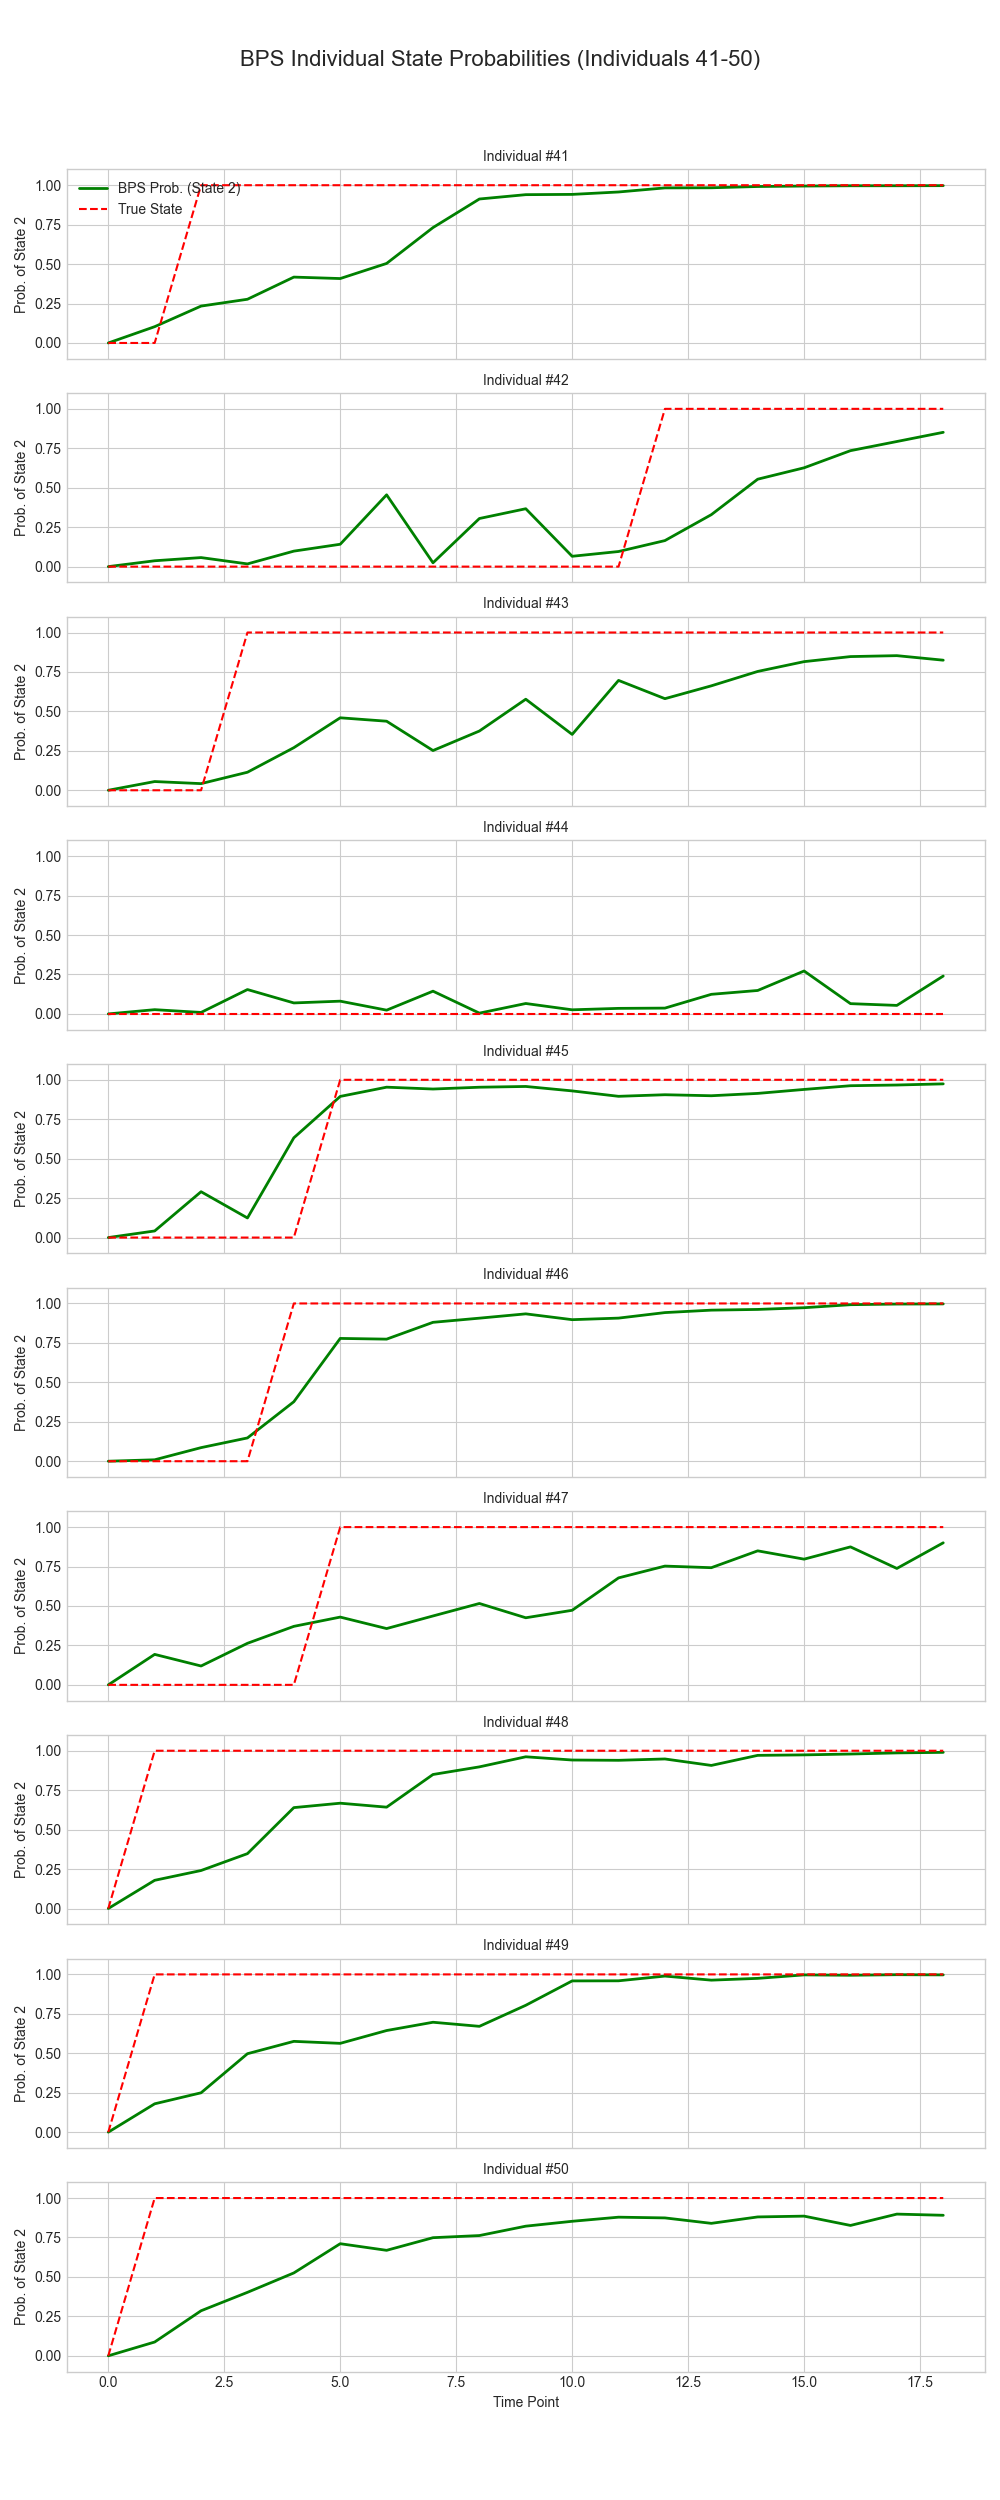 BPS Individual State Probabilities (Individuals 41-50)
Individual #41
BPS Prob. (State 2)
True State
Prob. of State 2
1.00
0.75
0.50
0.25
0.00
Individual #42
Prob. of State 2
1.00
0.75
0.50
0.25
0.00
Individual #43
Prob. of State 2
1.00
0.75
0.50
0.25
0.00
Individual #44
Prob. of State 2
1.00
0.75
0.50
0.25
0.00
Individual #45
Prob. of State 2
1.00
0.75
0.50
0.25
0.00
Individual #46
Prob. of State 2
1.00
0.75
0.50
0.25
0.00
Individual #47
Prob. of State 2
1.00
0.75
0.50
0.25
0.00
Individual #48
Prob. of State 2
1.00
0.75
0.50
0.25
0.00
Individual #49
Prob. of State 2
1.00
0.75
0.50
0.25
0.00
Individual #50
Prob. of State 2
1.00
0.75
0.50
0.25
0.00
0.0 2.5 5.0 7.5 10.0 12.5 15.0 17.5
Time Point